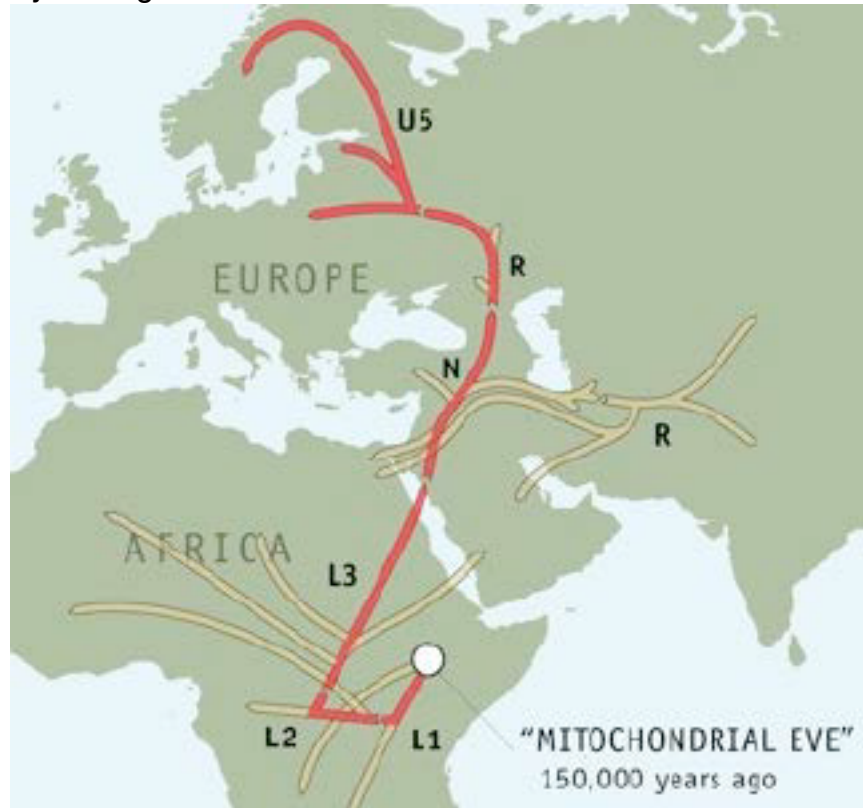 U5
EUROPE
R
N
R
AFRICA
L3
L2
L1
"MITOCHONDRIAL EVE"
150,000 years ago